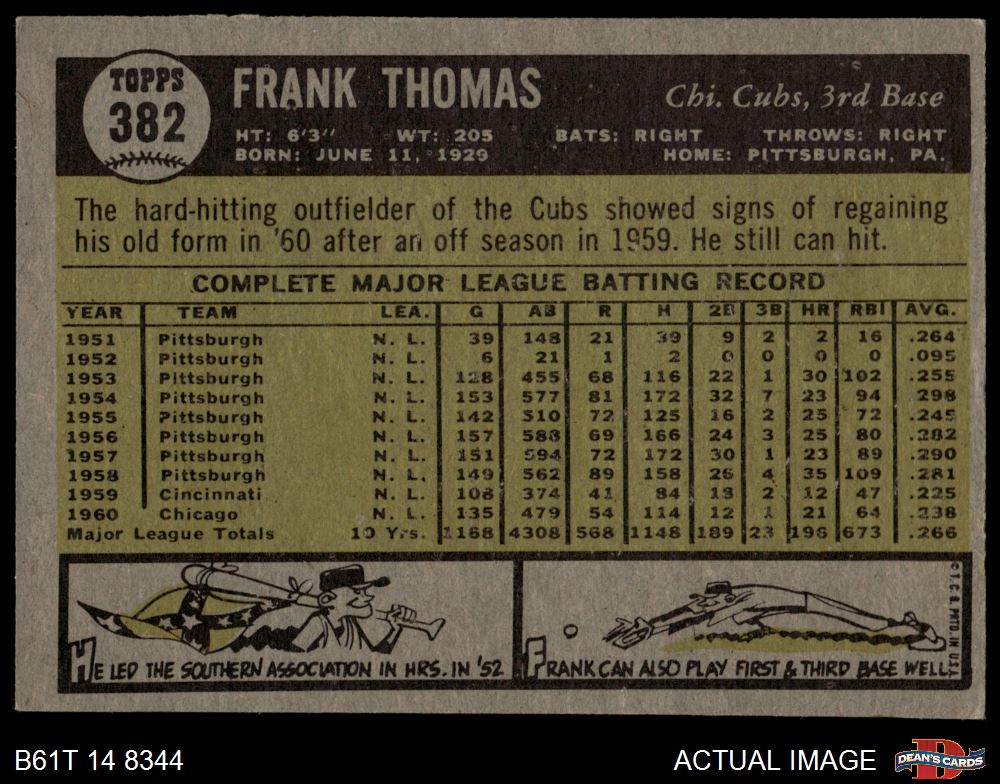 TOPPS
382
FRANK THOMAS
Chi. Cubs, 3rd Base
HT: 6'3" WT: 205 BATS: RIGHT THROWS: RIGHT
BORN: JUNE 11, 1929 HOME: PITTSBURGH, PA.
The hard-hitting outfielder of the Cubs showed signs of regaining
his old form in '60 after an off season in 1959. He still can hit.
COMPLETE MAJOR LEAGUE BATTING RECORD
YEAR TEAM LEA. G AB R H 2B 3B HR RBI AVG.
1951 Pittsburgh N. L. 39 148 21 39 9 2 2 16 .264
1952 Pittsburgh N. L. 6 21 1 2 0 0 0 0 .095
1953 Pittsburgh N. L. 128 455 68 116 22 1 30 102 .255
1954 Pittsburgh N. L. 153 577 81 172 32 7 23 94 .298
1955 Pittsburgh N. L. 142 510 72 125 16 2 25 72 .245
1956 Pittsburgh N. L. 157 588 69 166 24 3 25 80 .282
1957 Pittsburgh N. L. 151 594 72 172 30 1 23 89 .290
1958 Pittsburgh N. L. 149 562 89 158 26 4 35 109 .281
1959 Cincinnati N. L. 108 374 41 84 18 2 12 47 .225
1960 Chicago N. L. 135 479 54 114 12 1 21 64 .238
Major League Totals 10 Yrs. 1168 4308 568 1148 189 23 196 673 .266
HE LED THE SOUTHERN ASSOCIATION IN HRS. IN '52
FRANK CAN ALSO PLAY FIRST & THIRD BASE WELL.
© T.C.G. PRTD IN U.S.A.
B61T 14 8344
ACTUAL IMAGE
DEAN'S CARDS